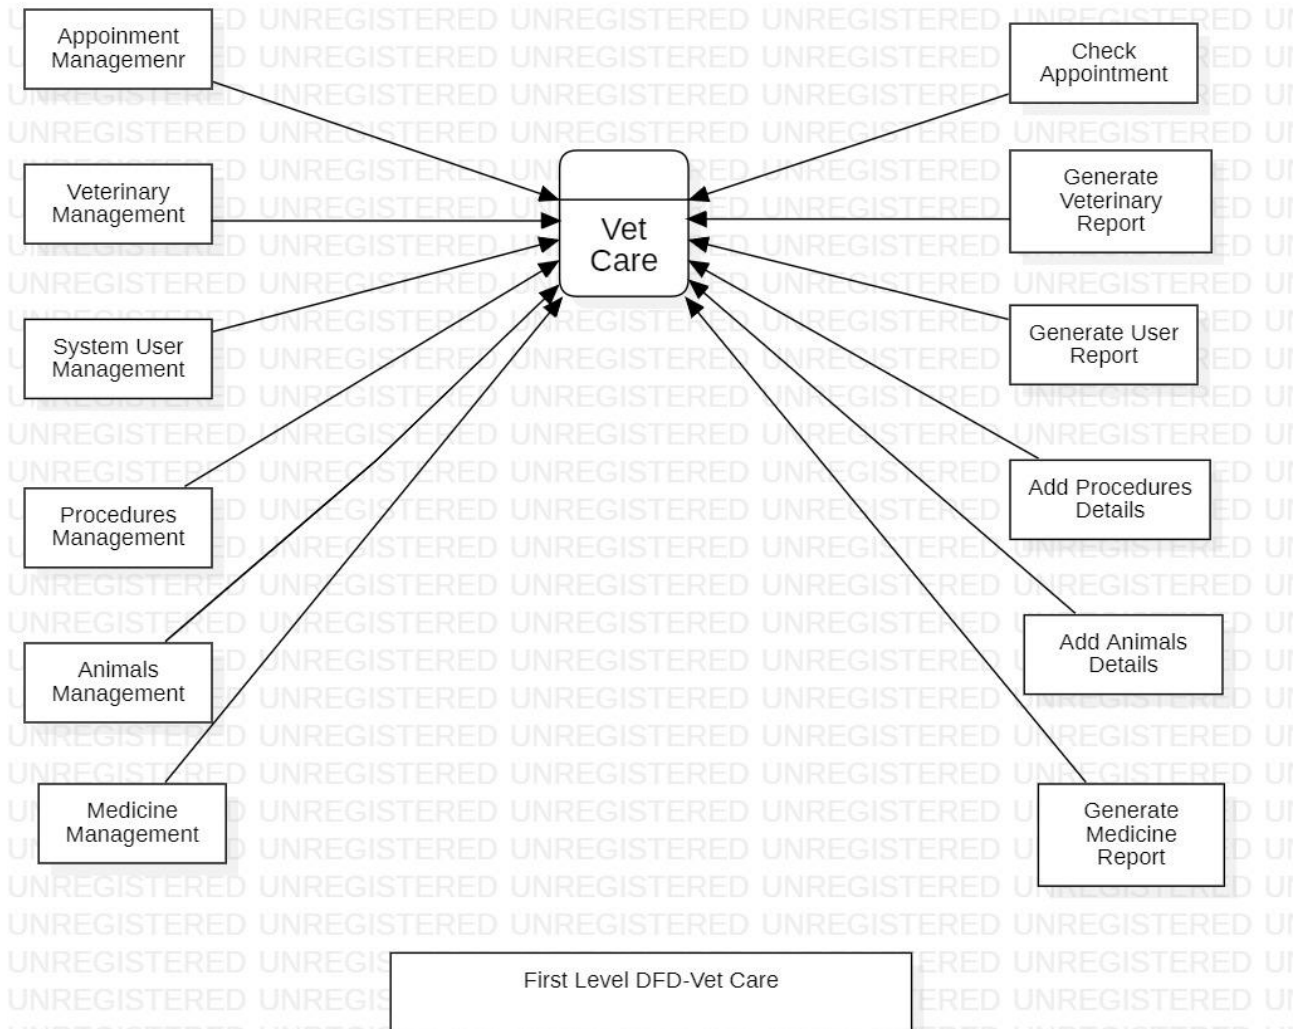 Appoinment
Managemenr
Veterinary
Management
System User
Management
Procedures
Management
Animals
Management
Medicine
Management
Vet
Care
Check
Appointment
Generate
Veterinary
Report
Generate User
Report
Add Procedures
Details
Add Animals
Details
Generate
Medicine
Report
First Level DFD-Vet Care
UNREGISTERED